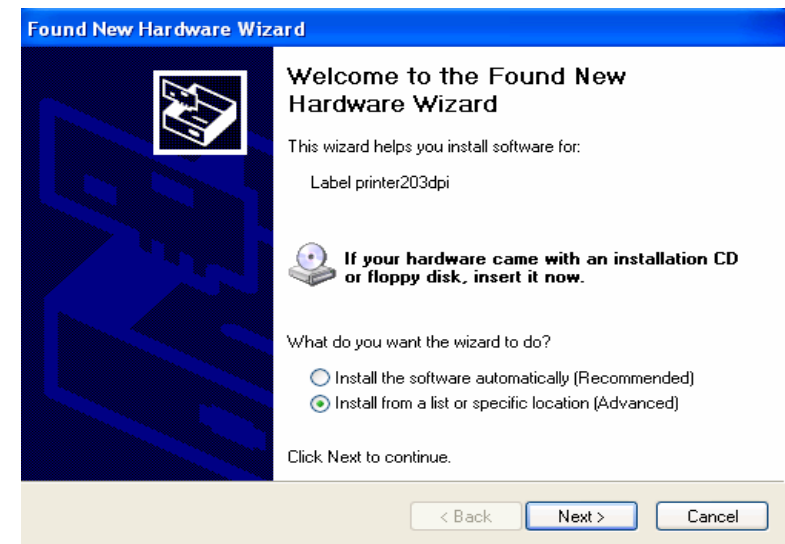 Found New Hardware Wizard
Welcome to the Found New
Hardware Wizard
This wizard helps you install software for:
Label printer203dpi
If your hardware came with an installation CD
or floppy disk, insert it now.
What do you want the wizard to do?
Install the software automatically (Recommended)
Install from a list or specific location (Advanced)
Click Next to continue.
< Back Next > Cancel